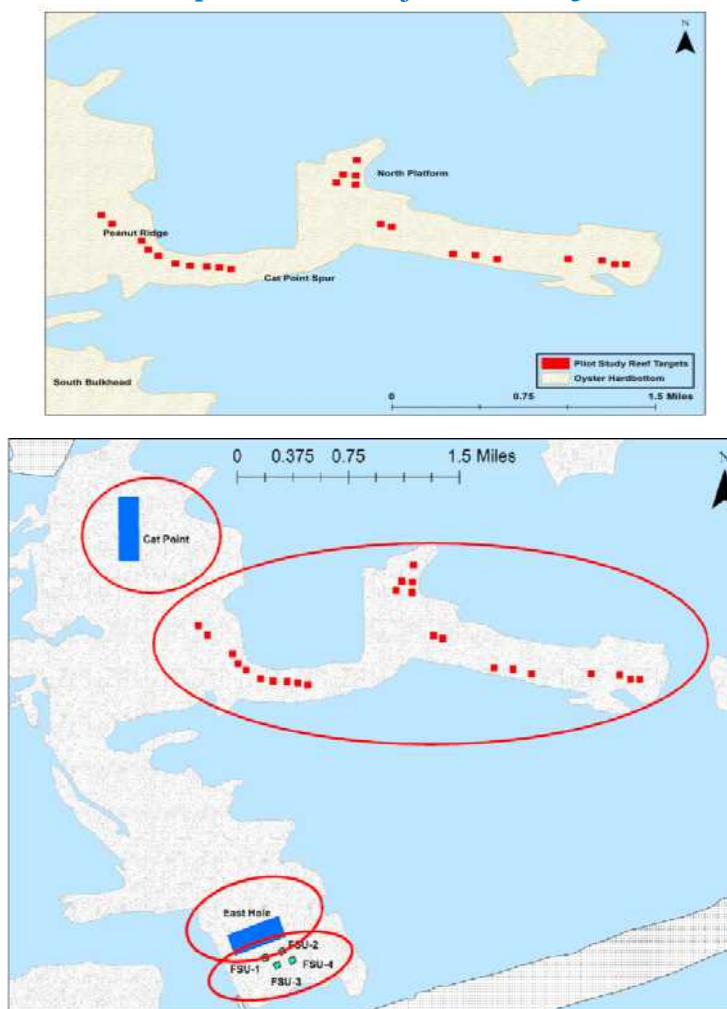 N
North Platform
Peanut Ridge
Cat Point Spur
Pilot Study Reef Targets
South Bulkhead
Oyster Hardbottom
0 0.75 1.5 Miles
0 0.375 0.75 1.5 Miles
N
Cat Point
East Hole
FSU-2
FSU-1
FSU-4
FSU-3